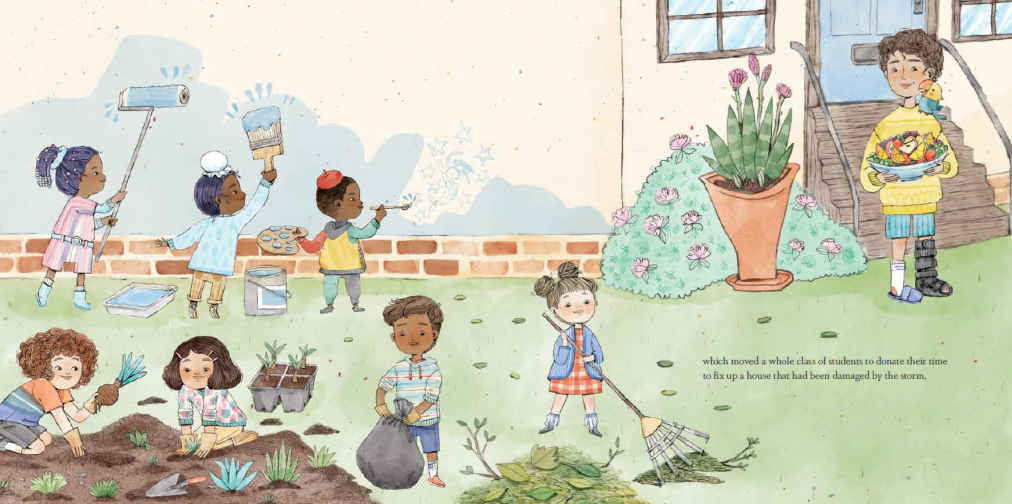 which moved a whole class of students to donate their time
to fix up a house that had been damaged by the storm,